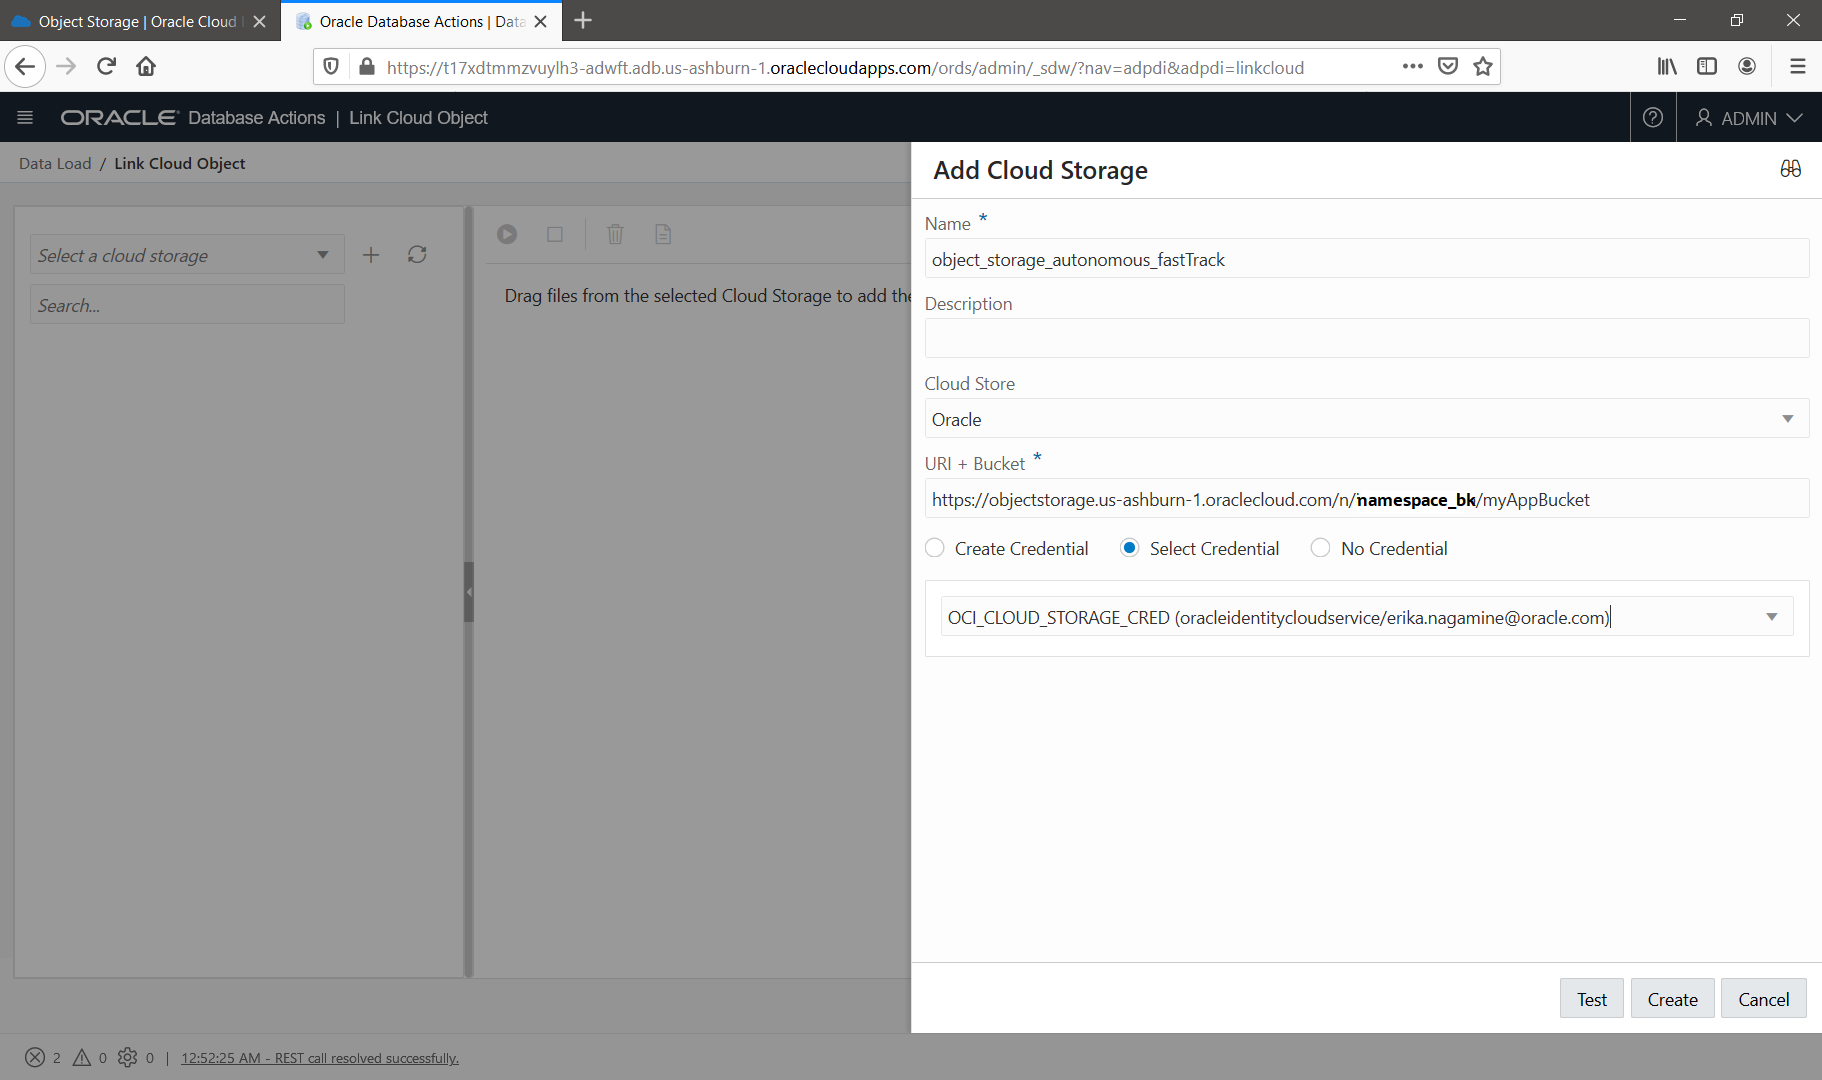 Object Storage | Oracle Cloud
Oracle Database Actions | Data
https://t17xdtmmzvuylh3-adwft.adb.us-ashburn-1.oraclecloudapps.com/ords/admin/_sdw/?nav=adpdi&adpdi=linkcloud
ORACLE Database Actions | Link Cloud Object
ADMIN
Data Load / Link Cloud Object
Select a cloud storage
Search...
Drag files from the selected Cloud Storage to add the
Add Cloud Storage
Name *
object_storage_autonomous_fastTrack
Description
Cloud Store
Oracle
URI + Bucket *
https://objectstorage.us-ashburn-1.oraclecloud.com/n/namespace_bk/myAppBucket
Create Credential Select Credential No Credential
OCI_CLOUD_STORAGE_CRED (oracleidentitycloudservice/erika.nagamine@oracle.com)
Test Create Cancel
2 0 0 | 12:52:25 AM - REST call resolved successfully.